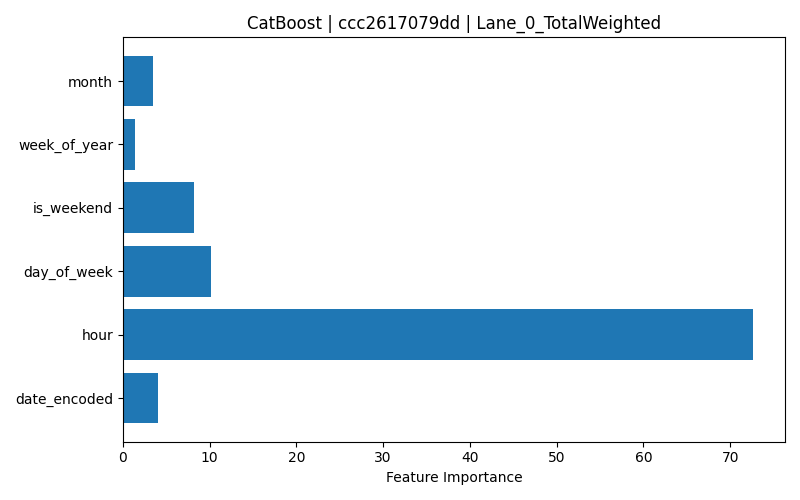 CatBoost | ccc2617079dd | Lane_0_TotalWeighted
month
week_of_year
is_weekend
day_of_week
hour
date_encoded
0 10 20 30 40 50 60 70
Feature Importance